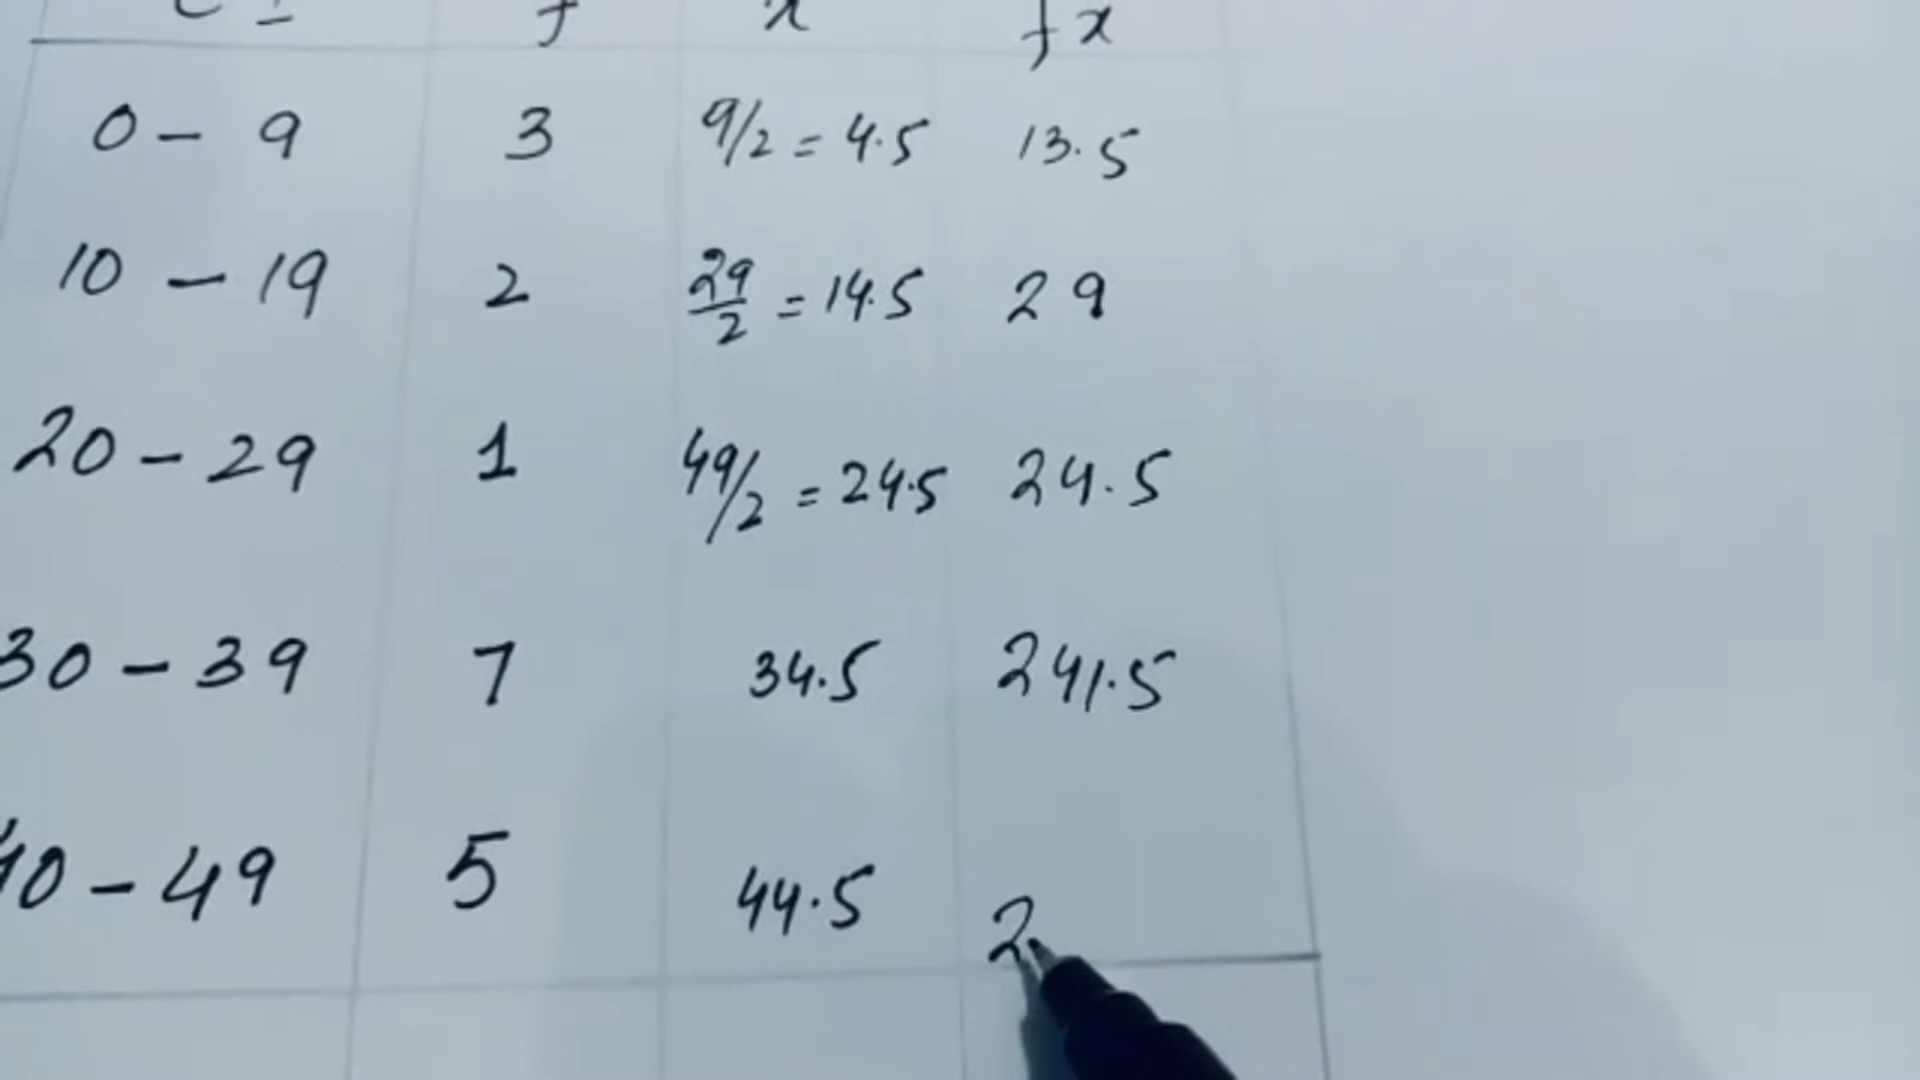 f x fx
0 - 9 3 9/2 = 4.5 13.5
10 - 19 2 29/2 = 14.5 29
20 - 29 1 49/2 = 24.5 24.5
30 - 39 7 34.5 241.5
40 - 49 5 44.5 2